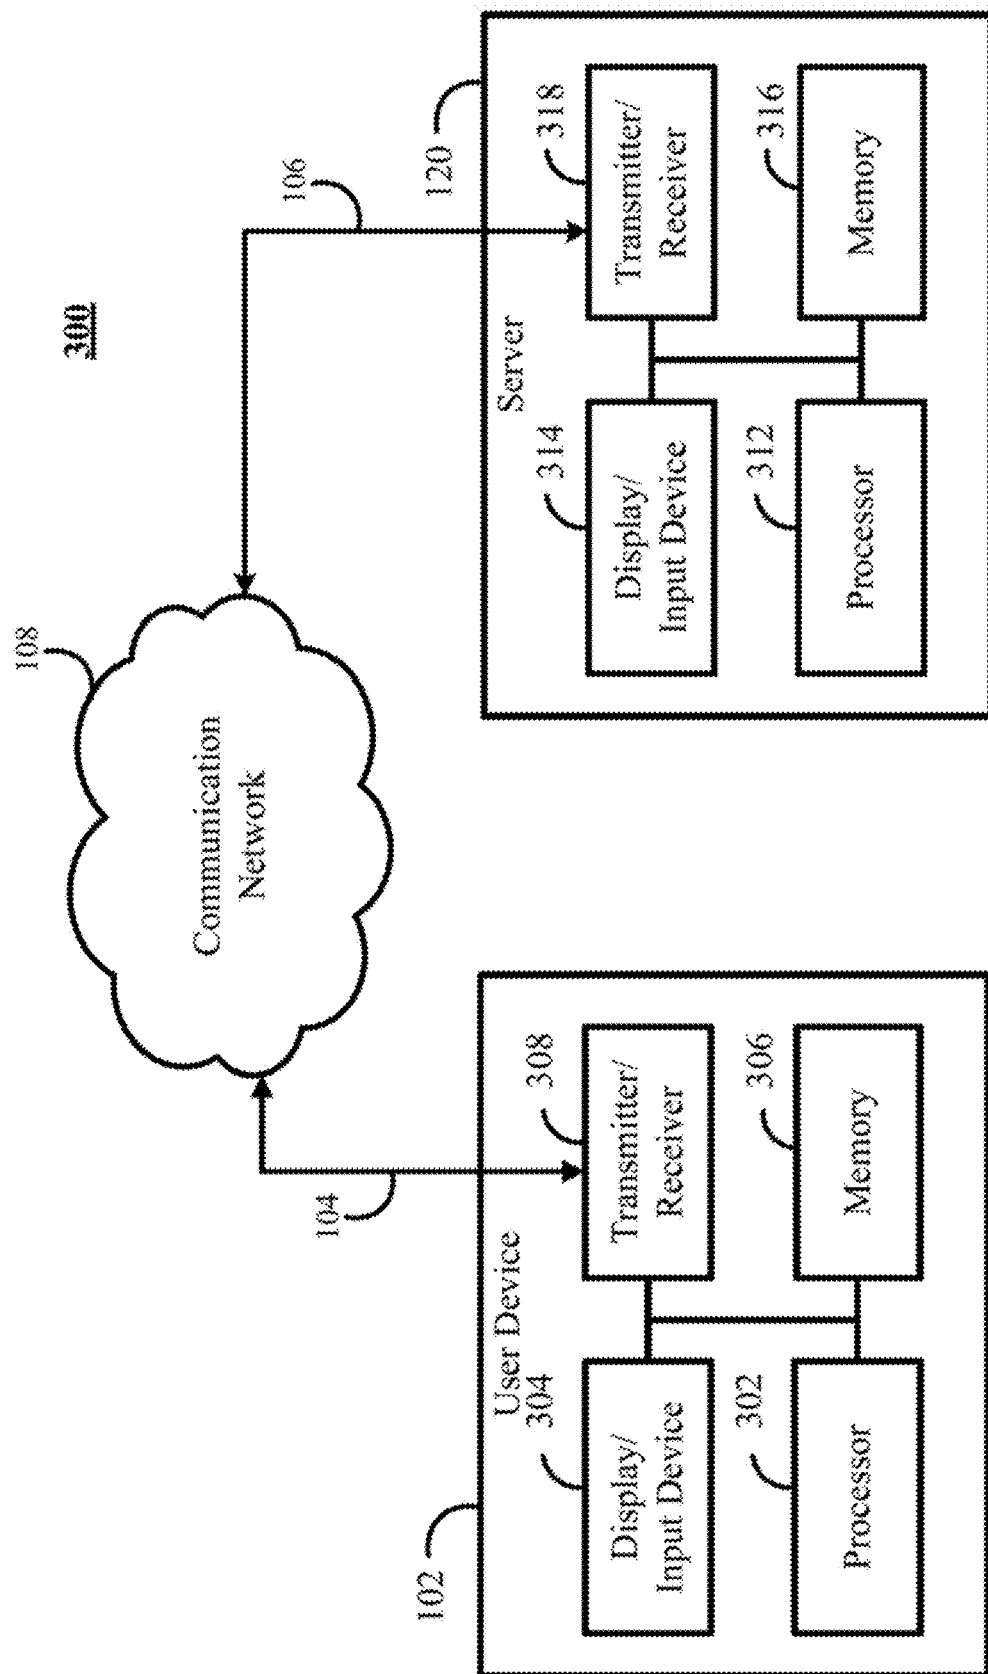 300
108
Communication
Network
104
106
102
User Device
304
Display/
Input Device
308
Transmitter/
Receiver
302
Processor
306
Memory
120
Server
314
Display/
Input Device
318
Transmitter/
Receiver
312
Processor
316
Memory